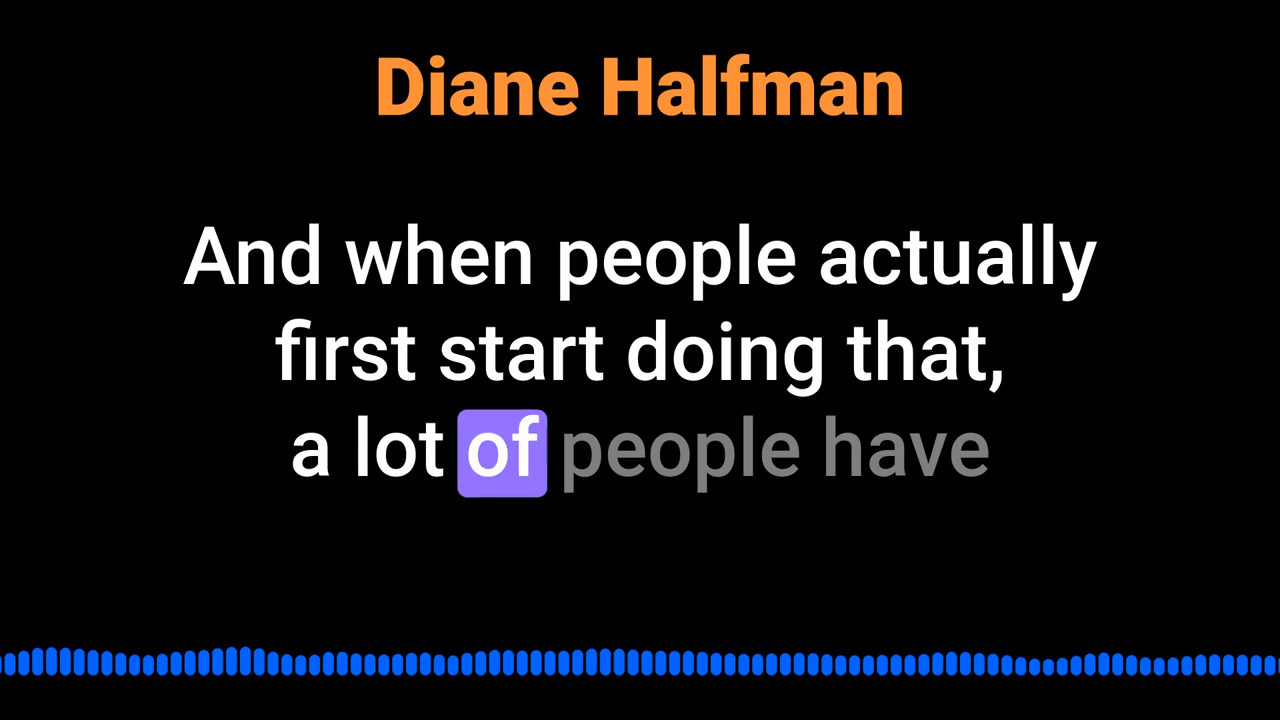 Diane Halfman
And when people actually
first start doing that,
a lot of people have